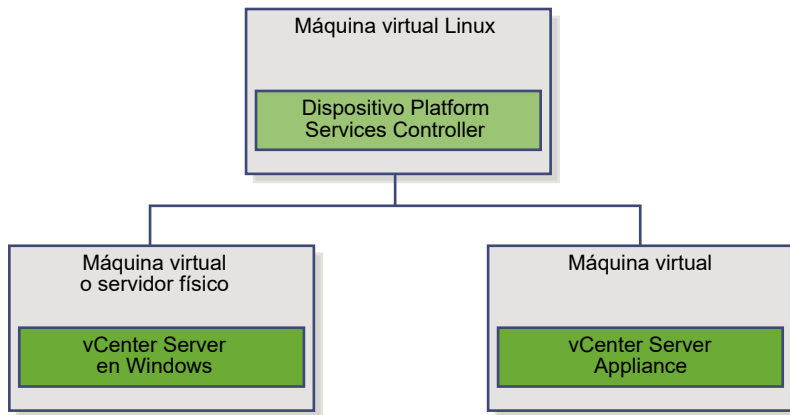 Máquina virtual Linux
Dispositivo Platform
Services Controller
Máquina virtual
o servidor físico
vCenter Server
en Windows
Máquina virtual
vCenter Server
Appliance